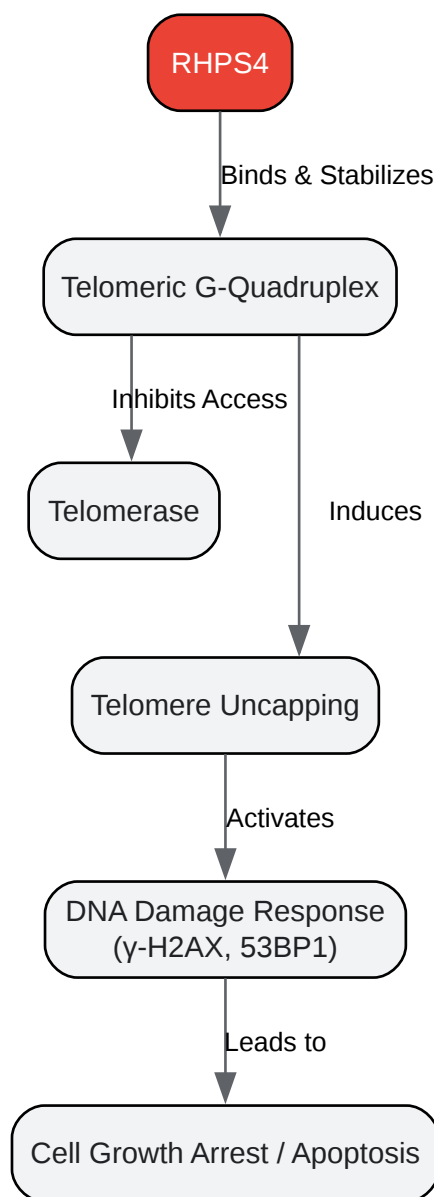 RHPS4
Binds & Stabilizes
Telomeric G-Quadruplex
Inhibits Access
Telomerase
Induces
Telomere Uncapping
Activates
DNA Damage Response
(γ-H2AX, 53BP1)
Leads to
Cell Growth Arrest / Apoptosis